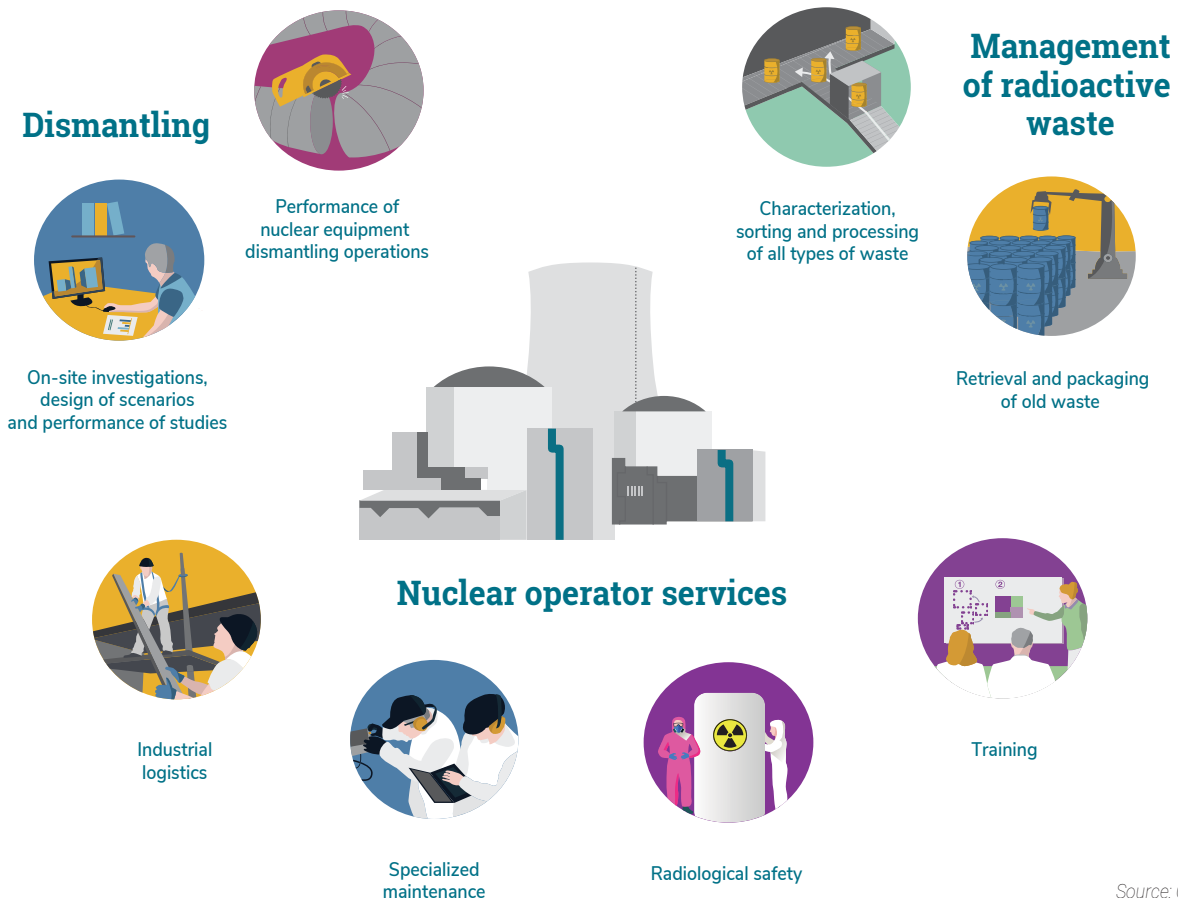 Dismantling
Performance of
nuclear equipment
dismantling operations
On-site investigations,
design of scenarios
and performance of studies
Management
of radioactive
waste
Characterization,
sorting and processing
of all types of waste
Retrieval and packaging
of old waste
Nuclear operator services
Industrial
logistics
Specialized
maintenance
Radiological safety
1 2
Training
Source: